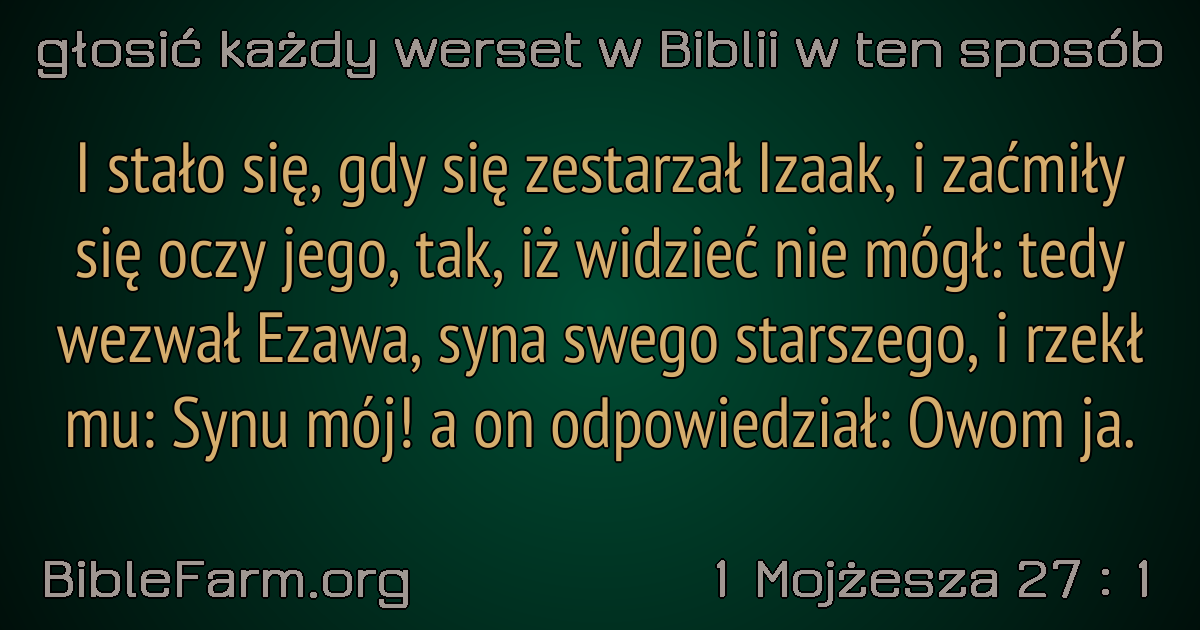 głosić każdy werset w Biblii w ten sposób
I stało się, gdy się zestarzał Izaak, i zaćmiły
się oczy jego, tak, iż widzieć nie mógł: tedy
wezwał Ezawa, syna swego starszego, i rzekł
mu: Synu mój! a on odpowiedział: Owom ja.
BibleFarm.org
1 Mojżesza 27 : 1